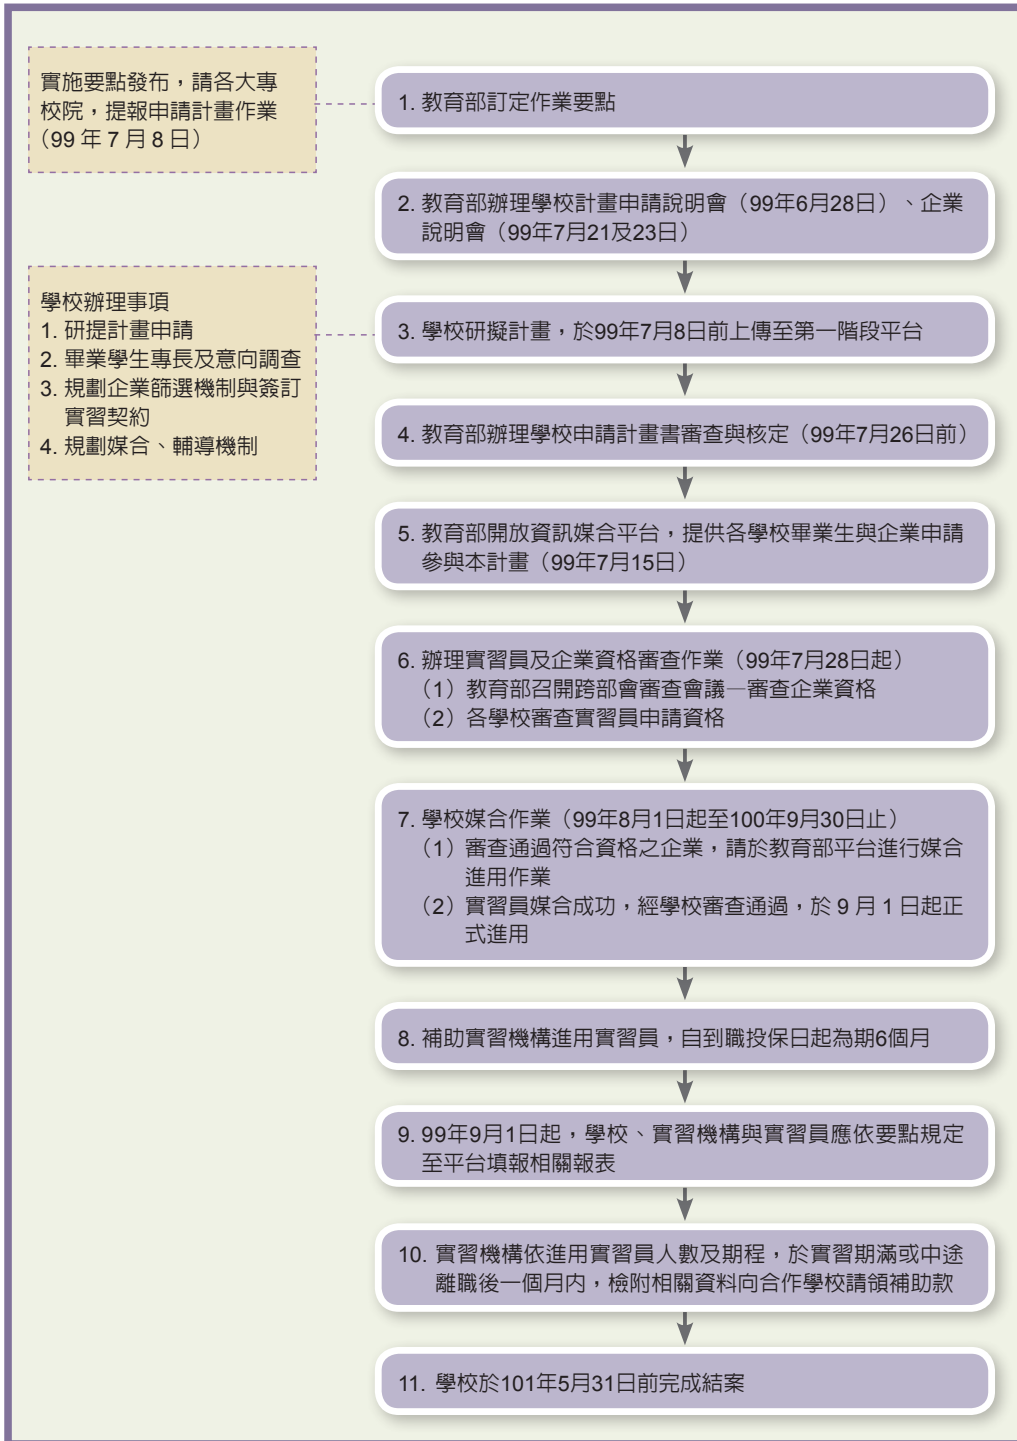 實施要點發布，請各大專
校院，提報申請計畫作業
（99 年 7 月 8 日）
1. 教育部訂定作業要點
2. 教育部辦理學校計畫申請說明會（99年6月28日）、企業
說明會（99年7月21及23日）
學校辦理事項
1. 研提計畫申請
2. 畢業學生專長及意向調查
3. 規劃企業篩選機制與簽訂
實習契約
4. 規劃媒合、輔導機制
3. 學校研擬計畫，於99年7月8日前上傳至第一階段平台
4. 教育部辦理學校申請計畫書審查與核定（99年7月26日前）
5. 教育部開放資訊媒合平台，提供各學校畢業生與企業申請
參與本計畫（99年7月15日）
6. 辦理實習員及企業資格審查作業（99年7月28日起）
（1）教育部召開跨部會審查會議—審查企業資格
（2）各學校審查實習員申請資格
7. 學校媒合作業（99年8月1日起至100年9月30日止）
（1）審查通過符合資格之企業，請於教育部平台進行媒合
進用作業
（2）實習員媒合成功，經學校審查通過，於 9 月 1 日起正
式進用
8. 補助實習機構進用實習員，自到職投保日起為期6個月
9. 99年9月1日起，學校、實習機構與實習員應依要點規定
至平台填報相關報表
10. 實習機構依進用實習員人數及期程，於實習期滿或中途
離職後一個月內，檢附相關資料向合作學校請領補助款
11. 學校於101年5月31日前完成結案